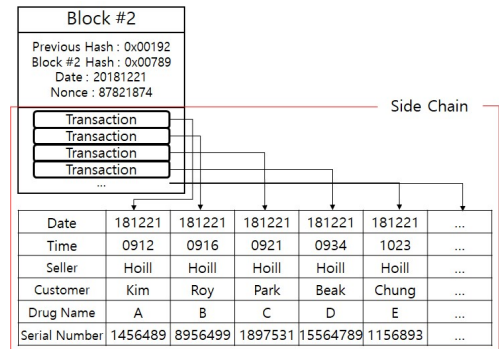 Block #2
Previous Hash : 0x00192
Block #2 Hash : 0x00789
Date : 20181221
Nonce : 87821874
Side Chain
Transaction
Transaction
Transaction
Transaction
...
Date 181221 181221 181221 181221 181221 ...
Time 0912 0916 0921 0934 1023 ...
Seller Hoill Hoill Hoill Hoill Hoill ...
Customer Kim Roy Park Beak Chung ...
Drug Name A B C D E ...
Serial Number 1456489 8956499 1897531 15564789 1156893 ...